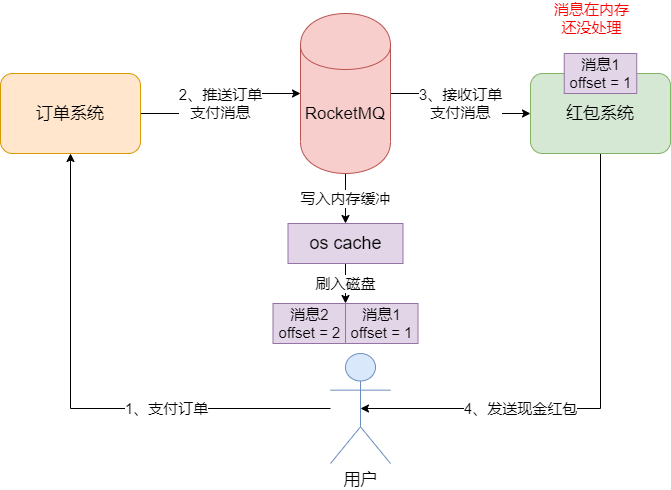 消息在内存
还没处理
消息1
offset = 1
订单系统
2、推送订单
支付消息
RocketMQ
3、接收订单
支付消息
红包系统
写入内存缓冲
os cache
刷入磁盘
消息2
offset = 2
消息1
offset = 1
1、支付订单
4、发送现金红包
用户